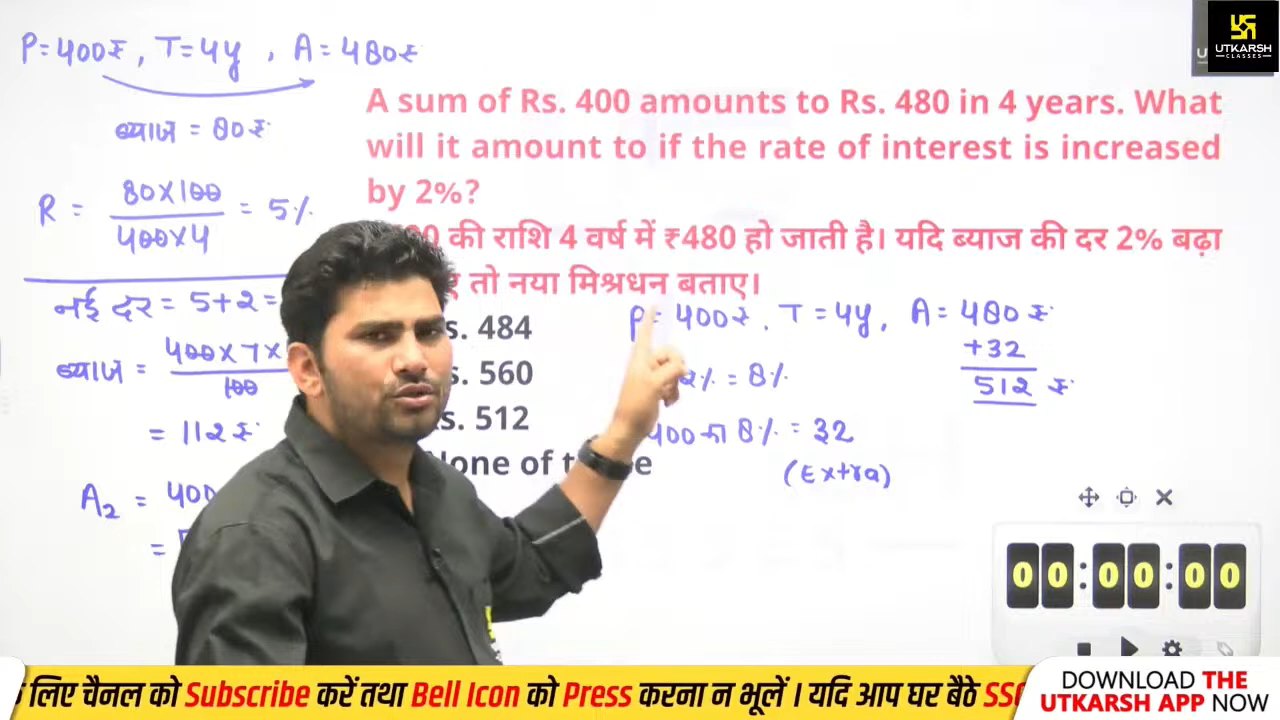 P=400₹, T=4y, A=480₹
ब्याज = 80₹
R = 80×100 / 400×4 = 5%
नई दर = 5+2 =
ब्याज = 400×7× / 100
= 112₹
A2 = 400
=
UTKARSH
CLASSES
A sum of Rs. 400 amounts to Rs. 480 in 4 years. What
will it amount to if the rate of interest is increased
by 2%?
की राशि 4 वर्ष में ₹480 हो जाती है। यदि ब्याज की दर 2% बढ़ा
तो नया मिश्रधन बताए।
484
560
Rs. 512
None of
P= 400₹, T=4y, A=480₹
+32
512₹
2% = 8%
400 का 8% = 32
(Extra)
00:00:00
लिए चैनल को Subscribe करें तथा Bell Icon को Press करना न भूलें। यदि आप घर बैठे
DOWNLOAD THE
UTKARSH APP NOW